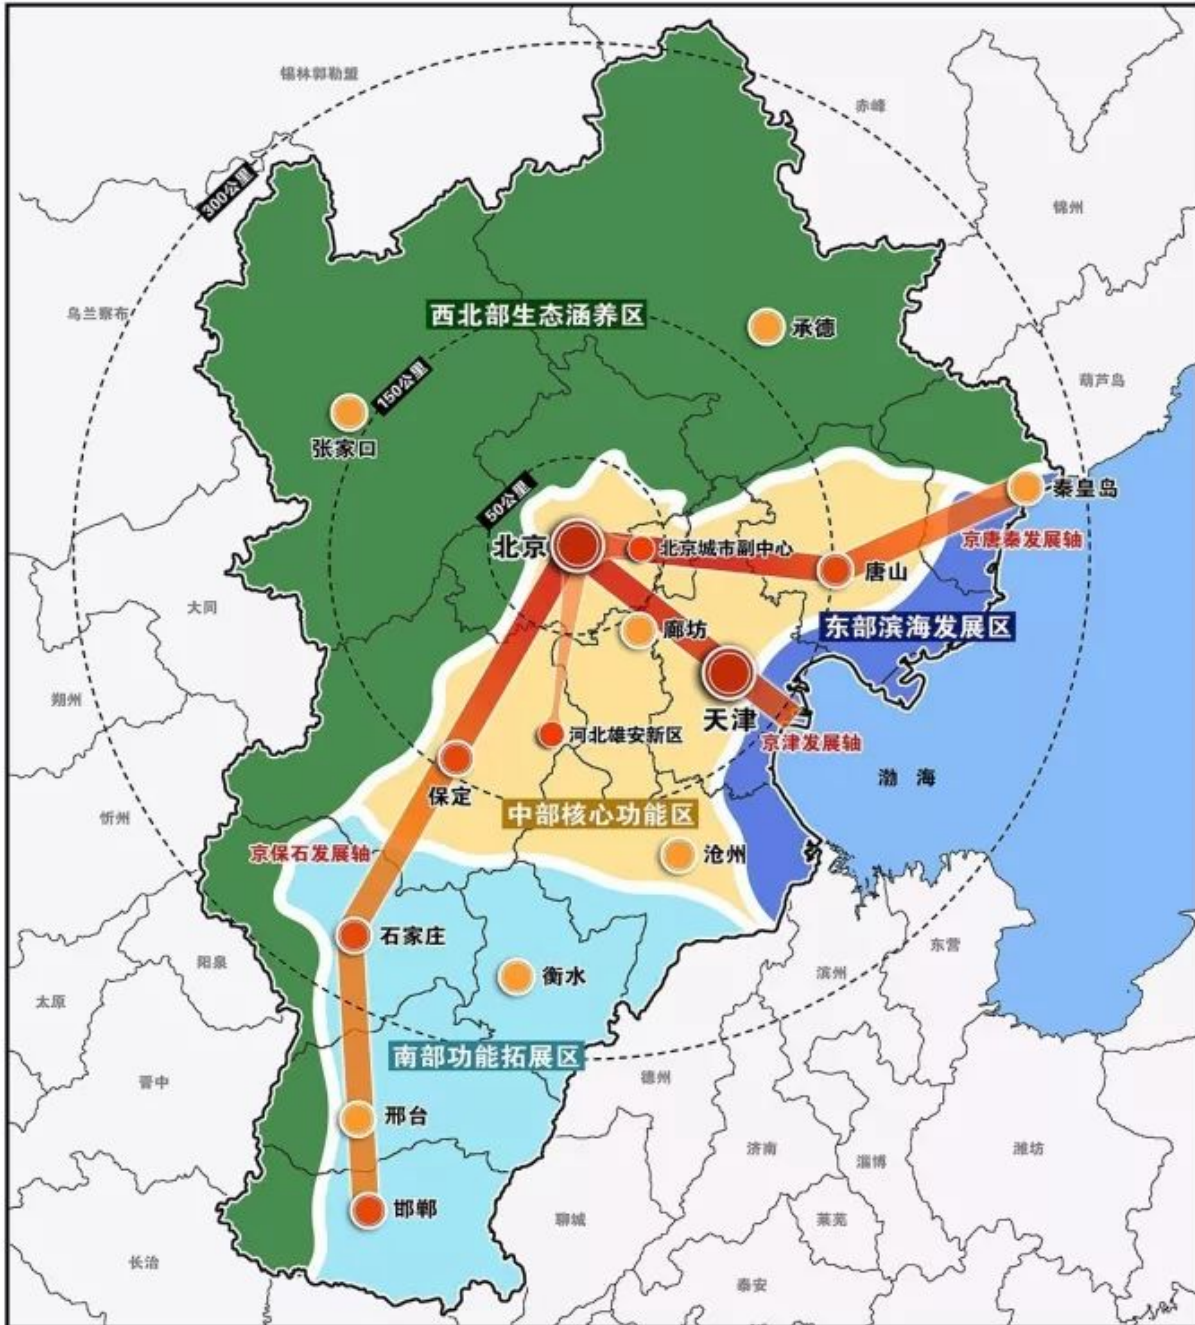 锡林郭勒盟
赤峰
300公里
锦州
乌兰察布
西北部生态涵养区
承德
葫芦岛
150公里
张家口
50公里
秦皇岛
北京
北京城市副中心
京唐秦发展轴
唐山
大同
廊坊
东部滨海发展区
朔州
天津
河北雄安新区
京津发展轴
渤海
保定
中部核心功能区
忻州
京保石发展轴
沧州
石家庄
东营
阳泉
衡水
滨州
太原
南部功能拓展区
晋中
德州
邢台
济南
淄博
潍坊
邯郸
聊城
莱芜
长治
泰安